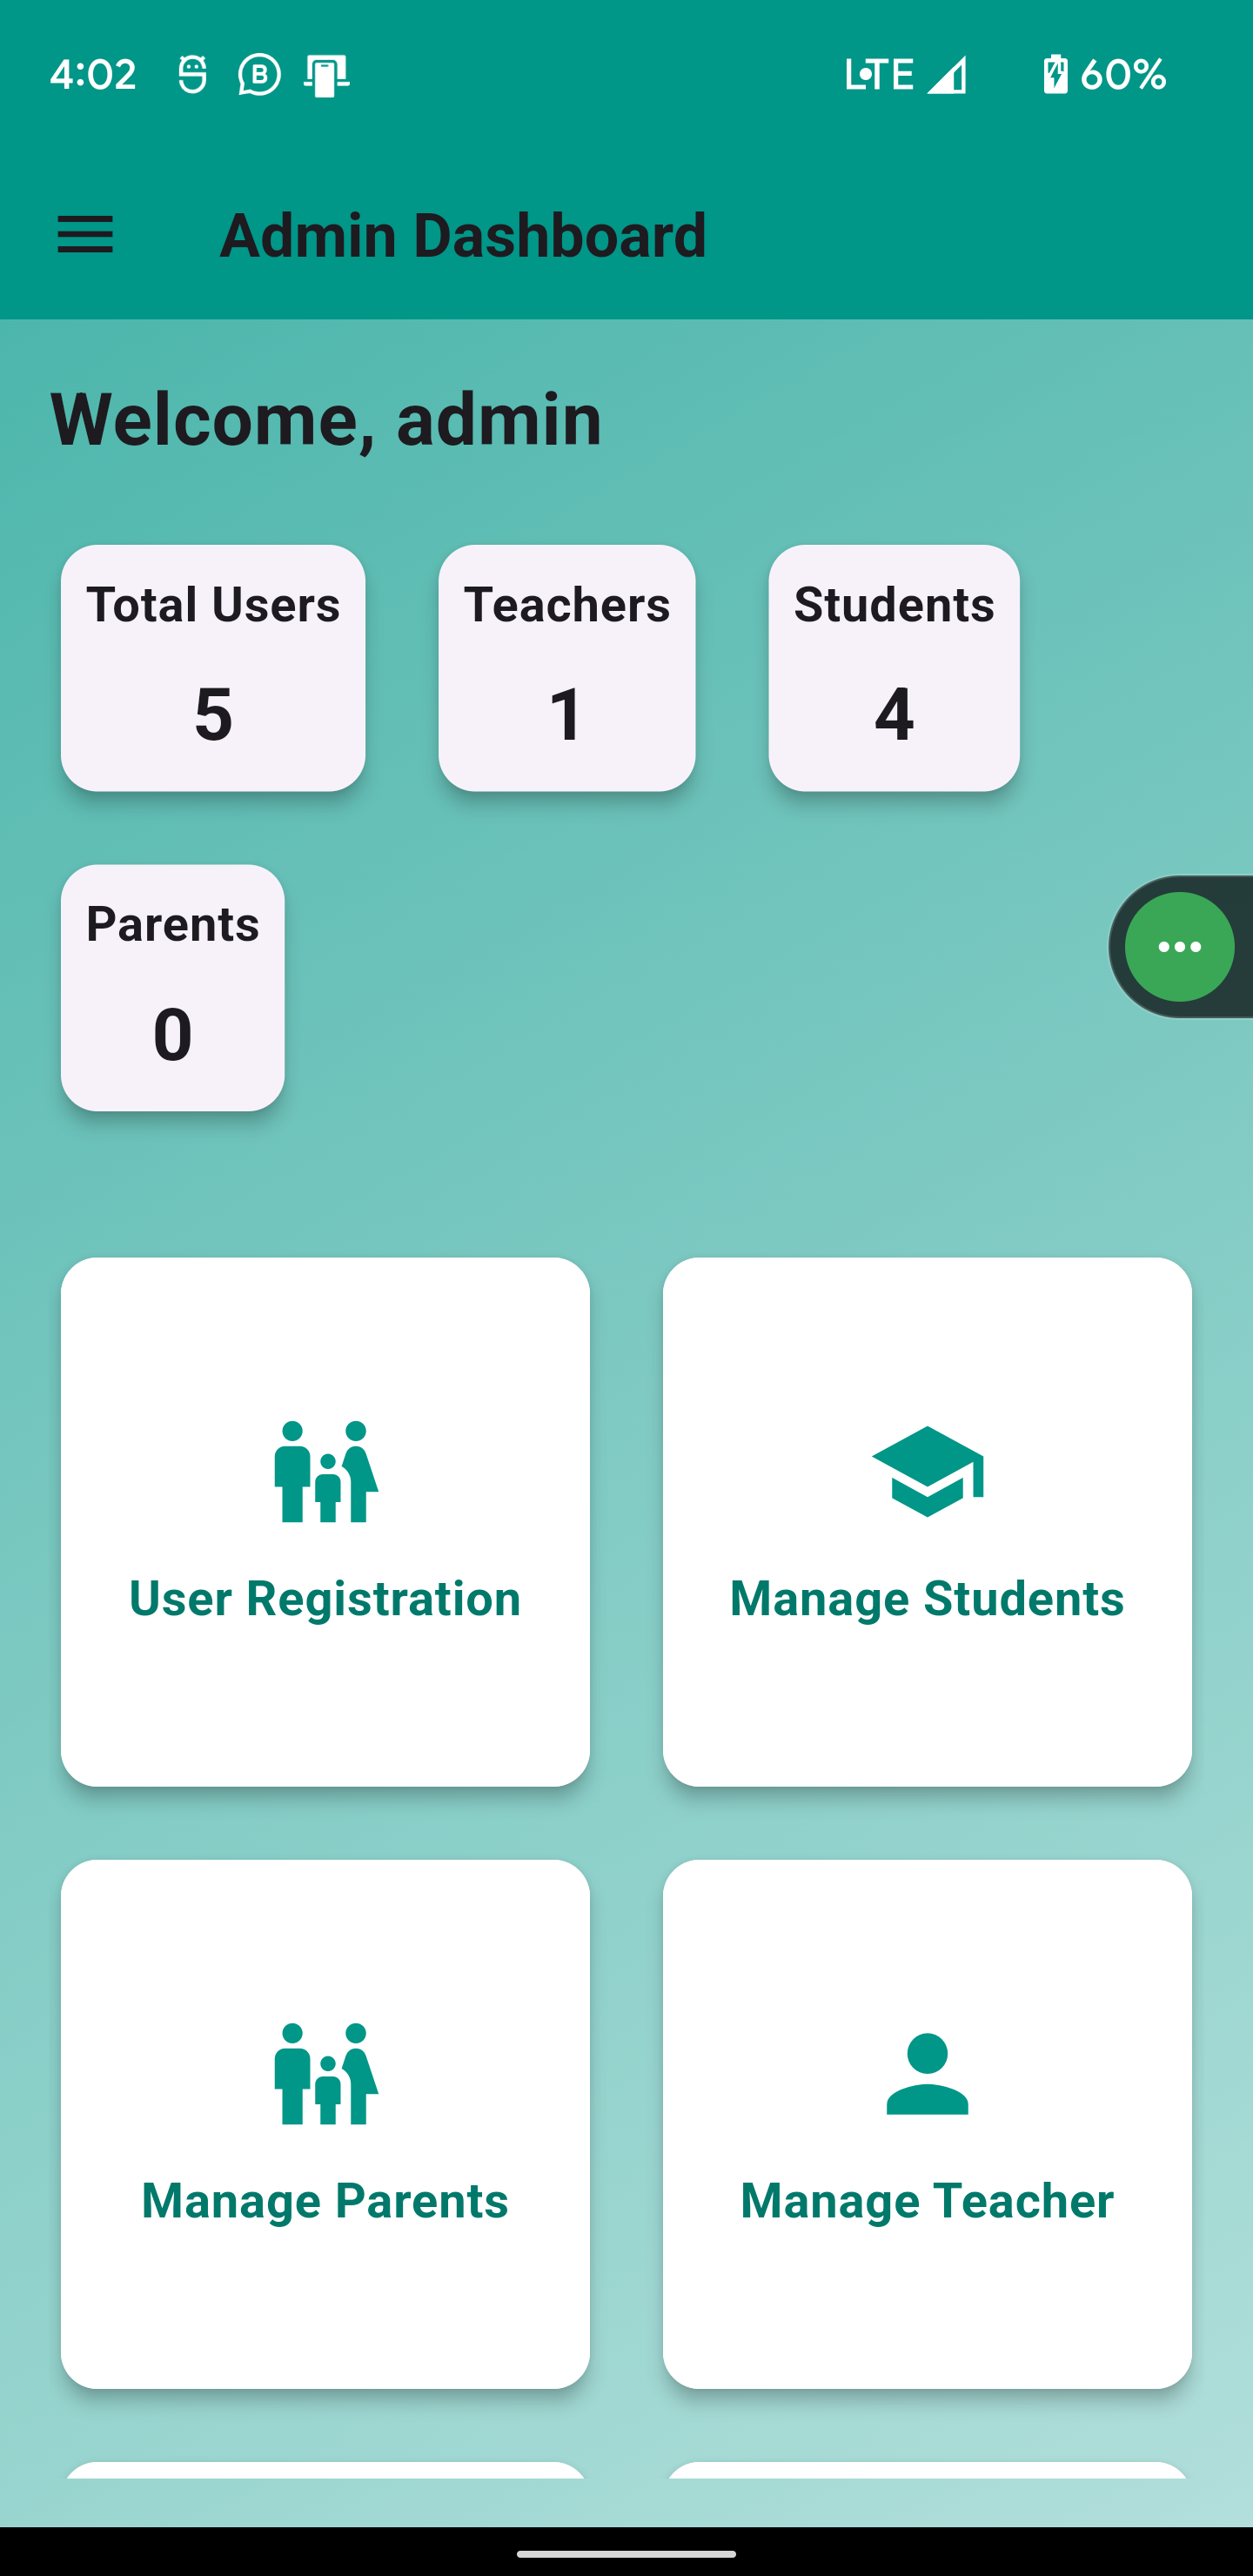 4:02 LTE 60%
Admin Dashboard
Welcome, admin
Total Users Teachers Students
5 1 4
Parents
0
User Registration Manage Students
Manage Parents Manage Teacher